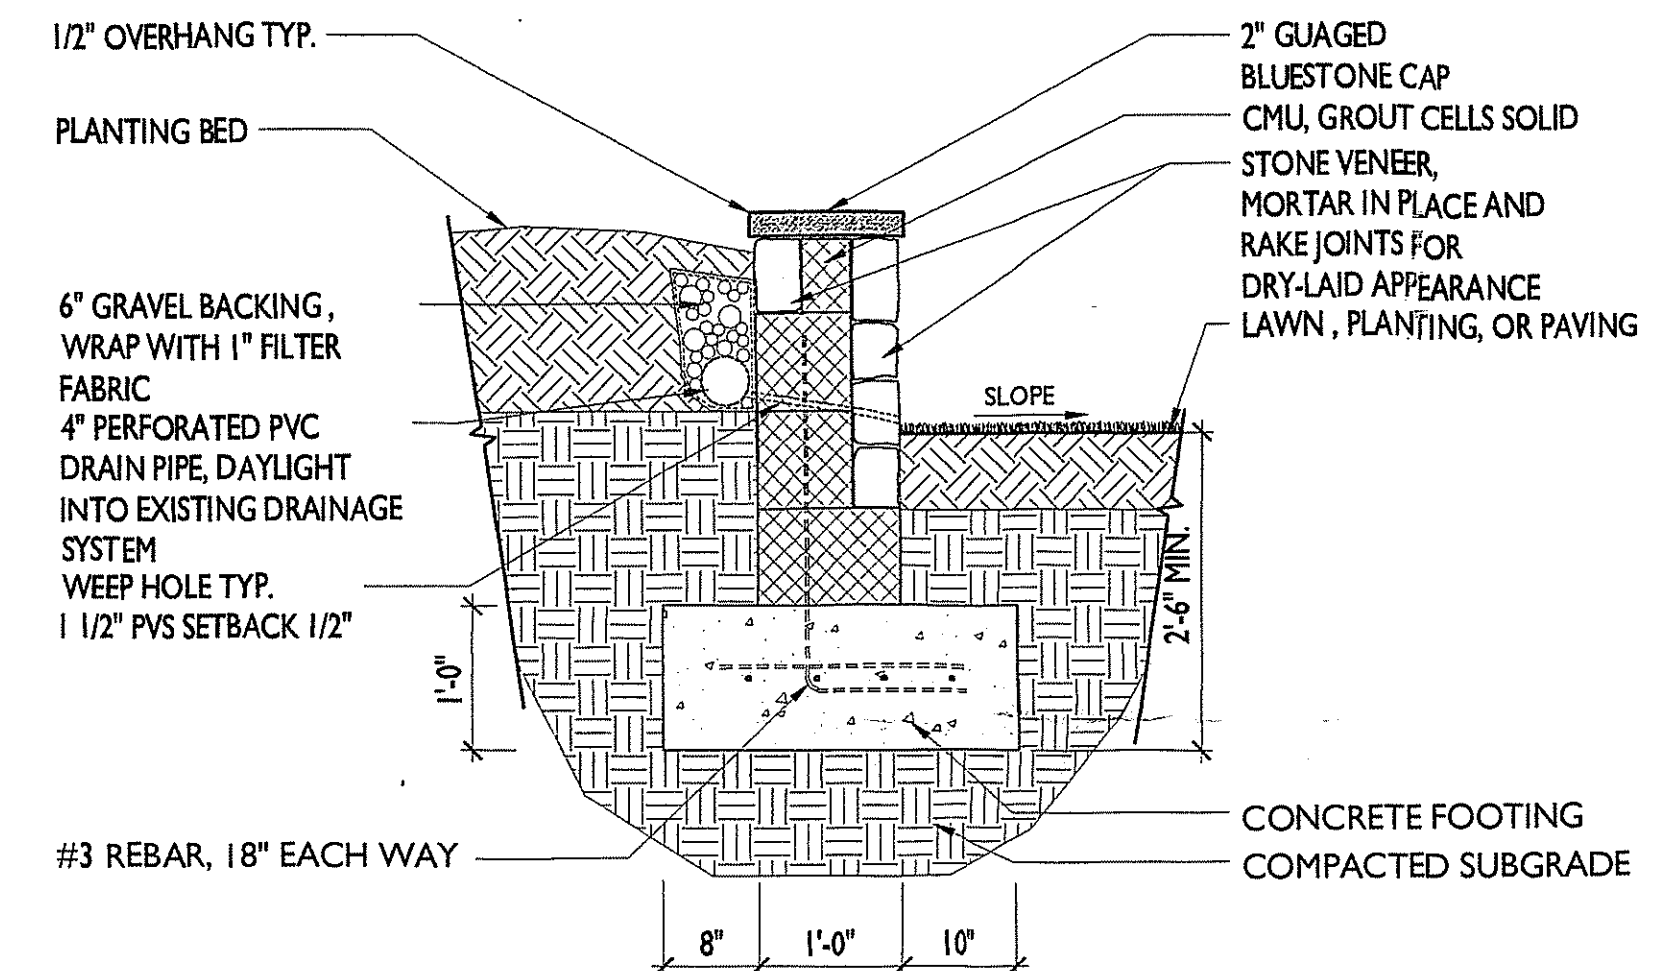 1/2" OVERHANG TYP.
PLANTING BED
6" GRAVEL BACKING,
WRAP WITH 1" FILTER
FABRIC
4" PERFORATED PVC
DRAIN PIPE, DAYLIGHT
INTO EXISTING DRAINAGE
SYSTEM
WEEP HOLE TYP.
1 1/2" PVS SETBACK 1/2"
1'-0"
#3 REBAR, 18" EACH WAY
2" GUAGED
BLUESTONE CAP
CMU, GROUT CELLS SOLID
STONE VENEER,
MORTAR IN PLACE AND
RAKE JOINTS FOR
DRY-LAID APPEARANCE
LAWN, PLANTING, OR PAVING
SLOPE
2'-6" MIN.
CONCRETE FOOTING
COMPACTED SUBGRADE
8"
1'-0"
10"